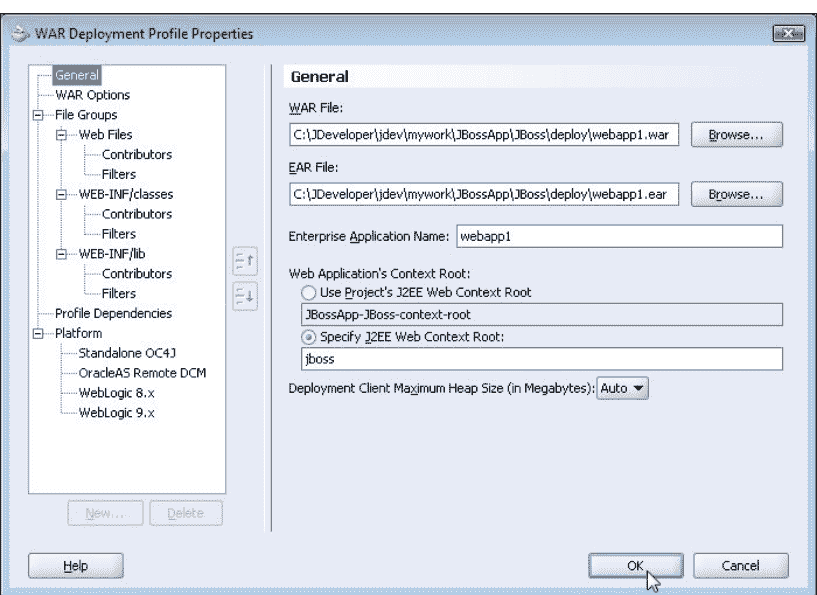 WAR Deployment Profile Properties
General
WAR Options
File Groups
Web Files
Contributors
Filters
WEB-INF/classes
Contributors
Filters
WEB-INF/lib
Contributors
Filters
Profile Dependencies
Platform
Standalone OC4J
OracleAS Remote DCM
WebLogic 8.x
WebLogic 9.x
New...
Delete
General
WAR File:
C:\JDeveloper\jdev\mywork\JBossApp\JBoss\deploy\webapp1.war
Browse...
EAR File:
C:\JDeveloper\jdev\mywork\JBossApp\JBoss\deploy\webapp1.ear
Browse...
Enterprise Application Name: webapp1
Web Application's Context Root:
Use Project's J2EE Web Context Root
JBossApp-JBoss-context-root
Specify J2EE Web Context Root:
jboss
Deployment Client Maximum Heap Size (in Megabytes): Auto
Help
OK
Cancel